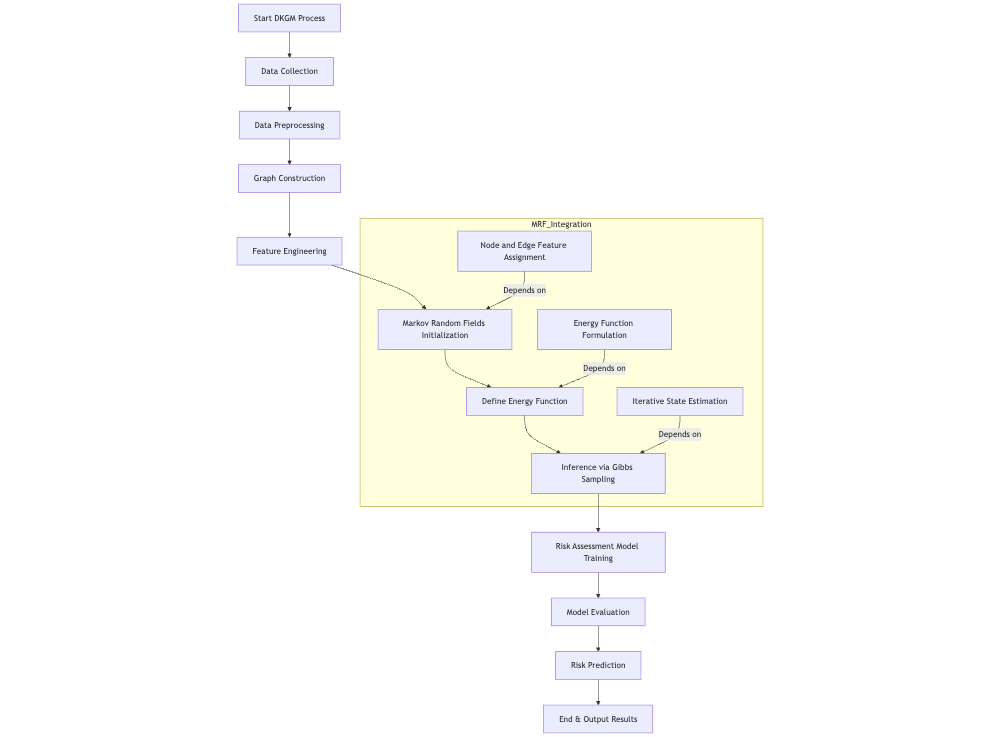 Start DKGM Process
Data Collection
Data Preprocessing
Graph Construction
MRF_Integration
Feature Engineering
Node and Edge Feature
Assignment
Depends on
Markov Random Fields
Initialization
Energy Function
Formulation
Depends on
Define Energy Function
Iterative State Estimation
Depends on
Inference via Gibbs
Sampling
Risk Assessment Model
Training
Model Evaluation
Risk Prediction
End & Output Results